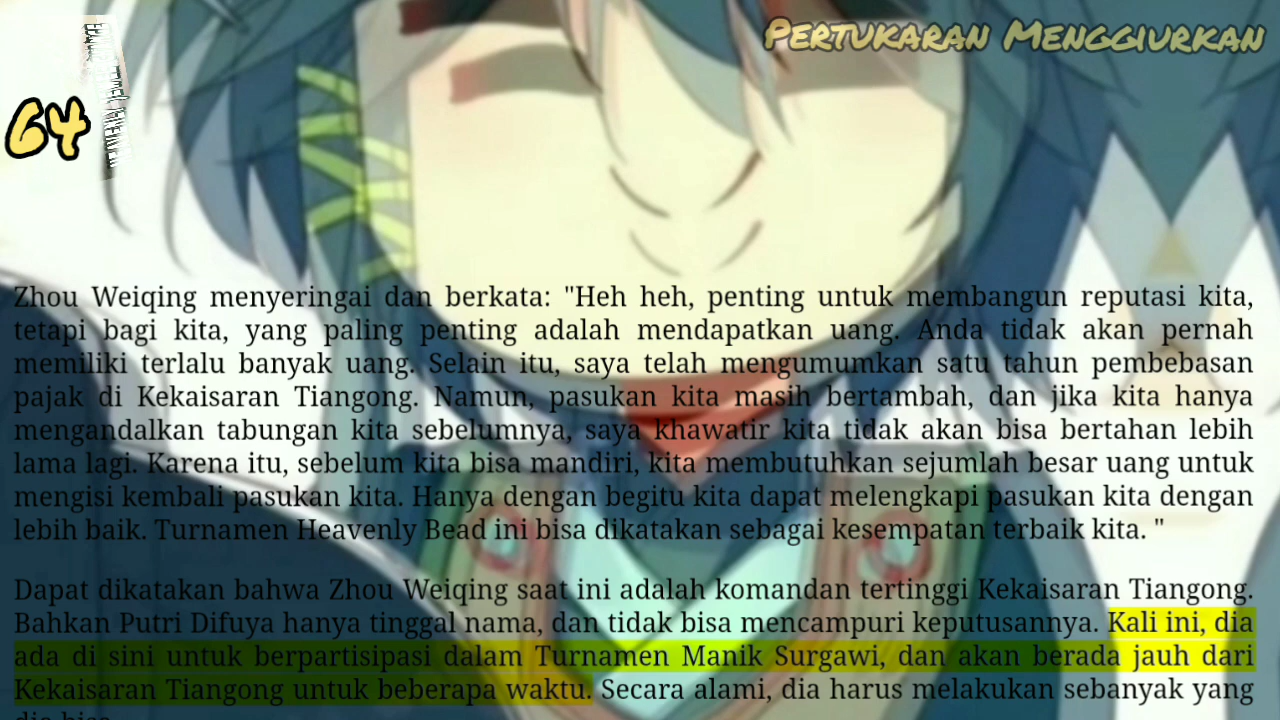 Pertukaran Menggiurkan
64
Zhou Weiqing menyeringai dan berkata: "Heh heh, penting untuk membangun reputasi kita,
tetapi bagi kita, yang paling penting adalah mendapatkan uang. Anda tidak akan pernah
memiliki terlalu banyak uang. Selain itu, saya telah mengumumkan satu tahun pembebasan
pajak di Kekaisaran Tiangong. Namun, pasukan kita masih bertambah, dan jika kita hanya
mengandalkan tabungan kita sebelumnya, saya khawatir kita tidak akan bisa bertahan lebih
lama lagi. Karena itu, sebelum kita bisa mandiri, kita membutuhkan sejumlah besar uang untuk
mengisi kembali pasukan kita. Hanya dengan begitu kita dapat melengkapi pasukan kita dengan
lebih baik. Turnamen Heavenly Bead ini bisa dikatakan sebagai kesempatan terbaik kita. "
Dapat dikatakan bahwa Zhou Weiqing saat ini adalah komandan tertinggi Kekaisaran Tiangong.
Bahkan Putri Difuya hanya tinggal nama, dan tidak bisa mencampuri keputusannya. Kali ini, dia
ada di sini untuk berpartisipasi dalam Turnamen Manik Surgawi, dan akan berada jauh dari
Kekaisaran Tiangong untuk beberapa waktu. Secara alami, dia harus melakukan sebanyak yang
dia bisa.